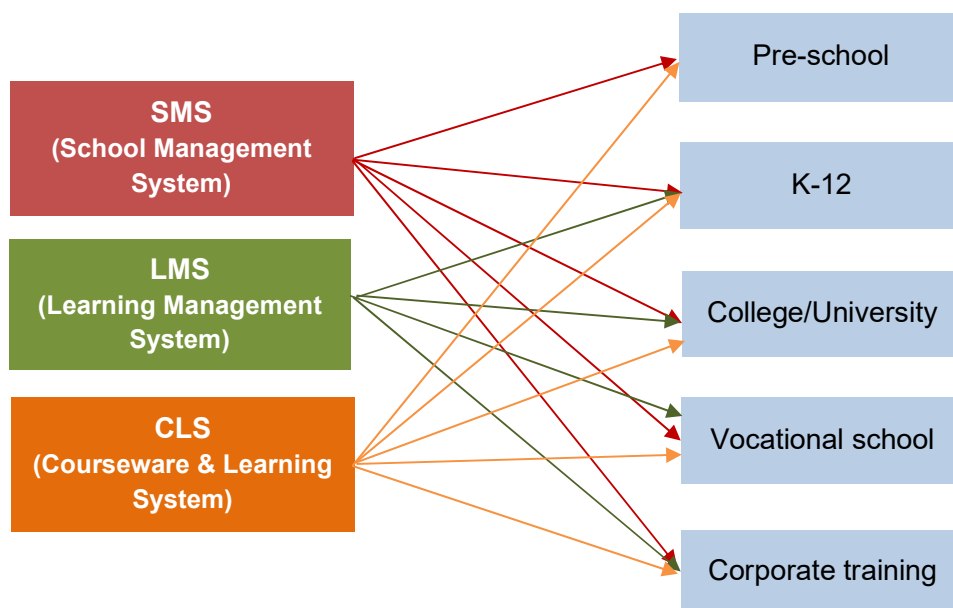 SMS
(School Management
System)
LMS
(Learning Management
System)
CLS
(Courseware & Learning
System)
Pre-school
K-12
College/University
Vocational school
Corporate training